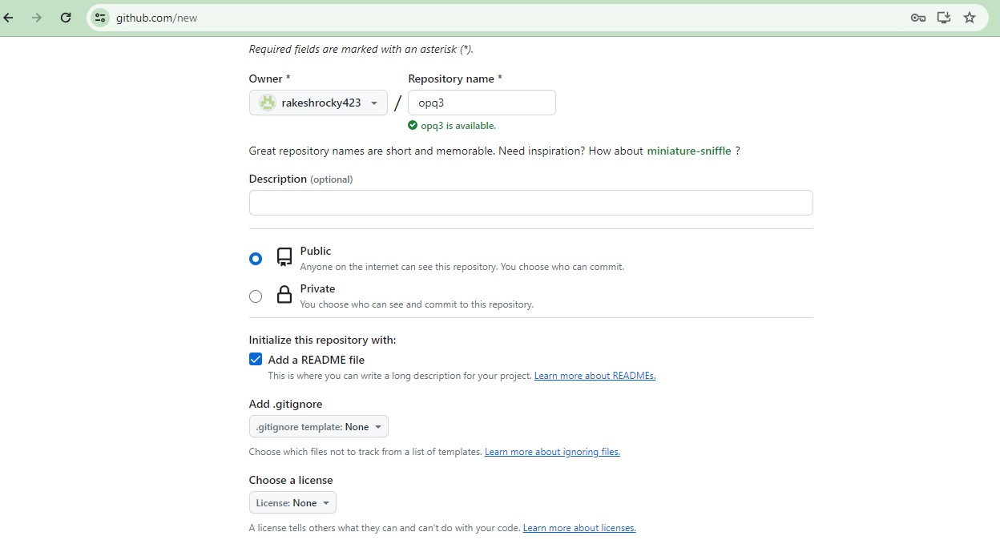 github.com/new
Required fields are marked with an asterisk (*).
Owner * Repository name *
rakeshrocky423 / opq3
opq3 is available.
Great repository names are short and memorable. Need inspiration? How about miniature-sniffle ?
Description (optional)
Public
Anyone on the internet can see this repository. You choose who can commit.
Private
You choose who can see and commit to this repository.
Initialize this repository with:
Add a README file
This is where you can write a long description for your project. Learn more about READMEs.
Add .gitignore
.gitignore template: None
Choose which files not to track from a list of templates. Learn more about ignoring files.
Choose a license
License: None
A license tells others what they can and can't do with your code. Learn more about licenses.